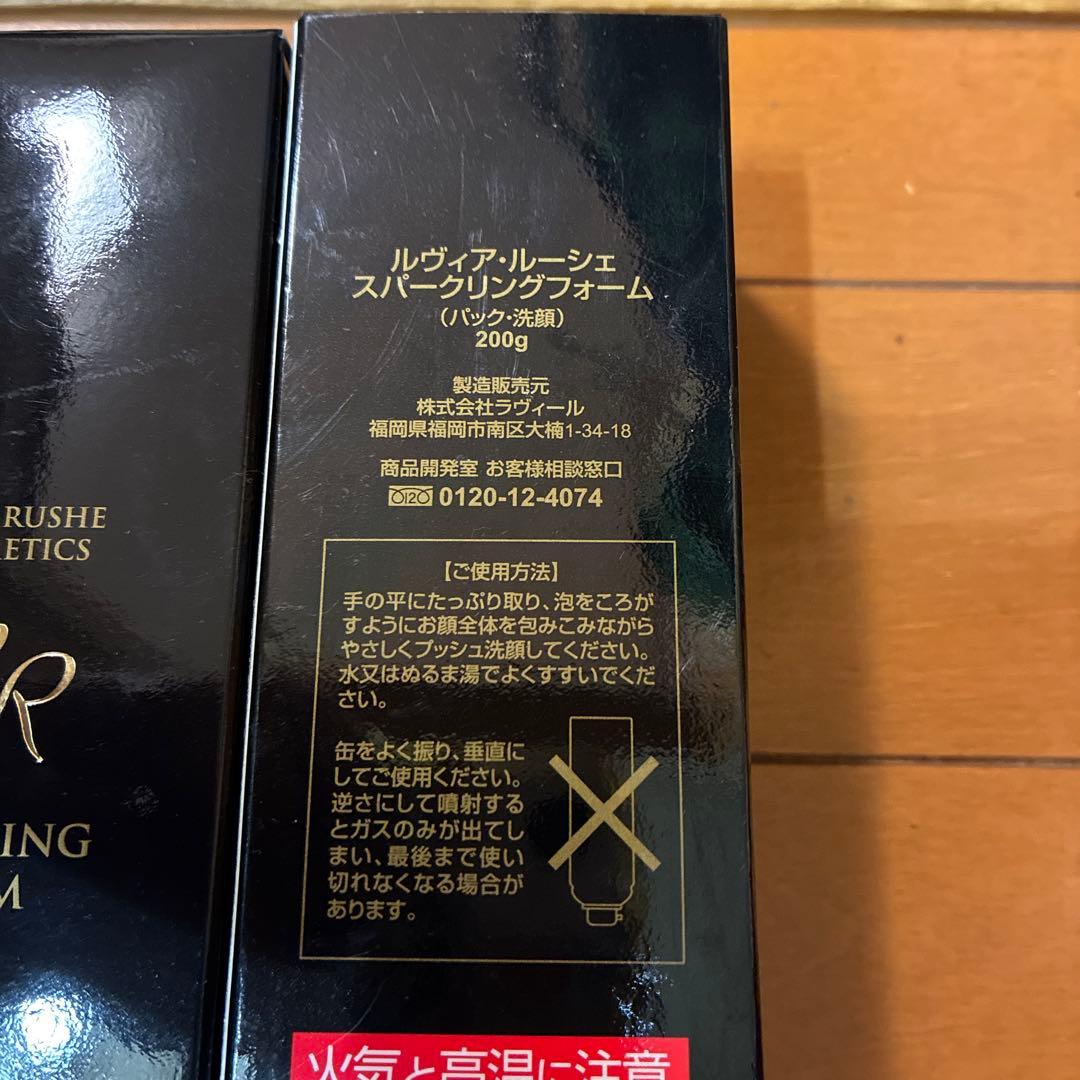 RUSHE
ETICS
R
ING
M
ルヴィア・ルーシェ
スパークリングフォーム
（パック・洗顔）
200g
製造販売元
株式会社ラヴィール
福岡県福岡市南区大楠1-34-18
商品開発室 お客様相談窓口
0120-12-4074
【ご使用方法】
手の平にたっぷり取り、泡をころが
すようにお顔全体を包みこみながら
やさしくプッシュ洗顔してください。
水又はぬるま湯でよくすすいでくだ
さい。
缶をよく振り、垂直に
してご使用ください。
逆さにして噴射する
とガスのみが出てし
まい、最後まで使い
切れなくなる場合が
あります。
火気と高温に注意